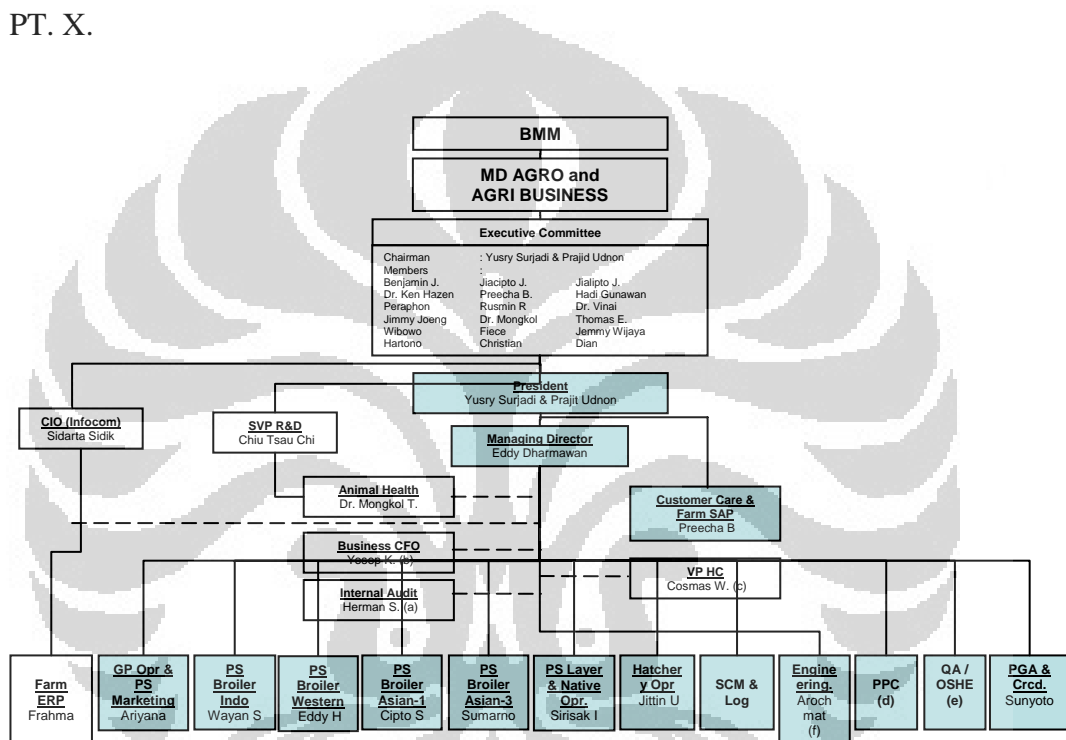 PT. X.
BMM
MD AGRO and
AGRI BUSINESS
Executive Committee
Chairman : Yusry Surjadi & Prajid Udnon
Members :
Benjamin J. Jiacipto J. Jialipto J.
Dr. Ken Hazen Preecha B. Hadi Gunawan
Peraphon Rusmin R Dr. Vinai
Jimmy Joeng Dr. Mongkol Thomas E.
Wibowo Fiece Jemmy Wijaya
Hartono Christian Dian
President
Yusry Surjadi & Prajit Udnon
CIO (Infocom)
Sidarta Sidik
SVP R&D
Chiu Tsau Chi
Managing Director
Eddy Dharmawan
Animal Health
Dr. Mongkol T.
Customer Care &
Farm SAP
Preecha B
Business CFO
Yosop K. (b)
VP HC
Cosmas W. (c)
Internal Audit
Herman S. (a)
Farm
ERP
Frahma
GP Opr &
PS
Marketing
Ariyana
PS
Broiler
Indo
Wayan S
PS
Broiler
Western
Eddy H
PS
Broiler
Asian-1
Cipto S
PS
Broiler
Asian-3
Sumarno
PS Layer
& Native
Opr.
Sirisak I
Hatcher
y Opr
Jittin U
SCM &
Log
Engine
ering.
Aroch
mat
(f)
PPC
(d)
QA /
OSHE
(e)
PGA &
Crcd.
Sunyoto